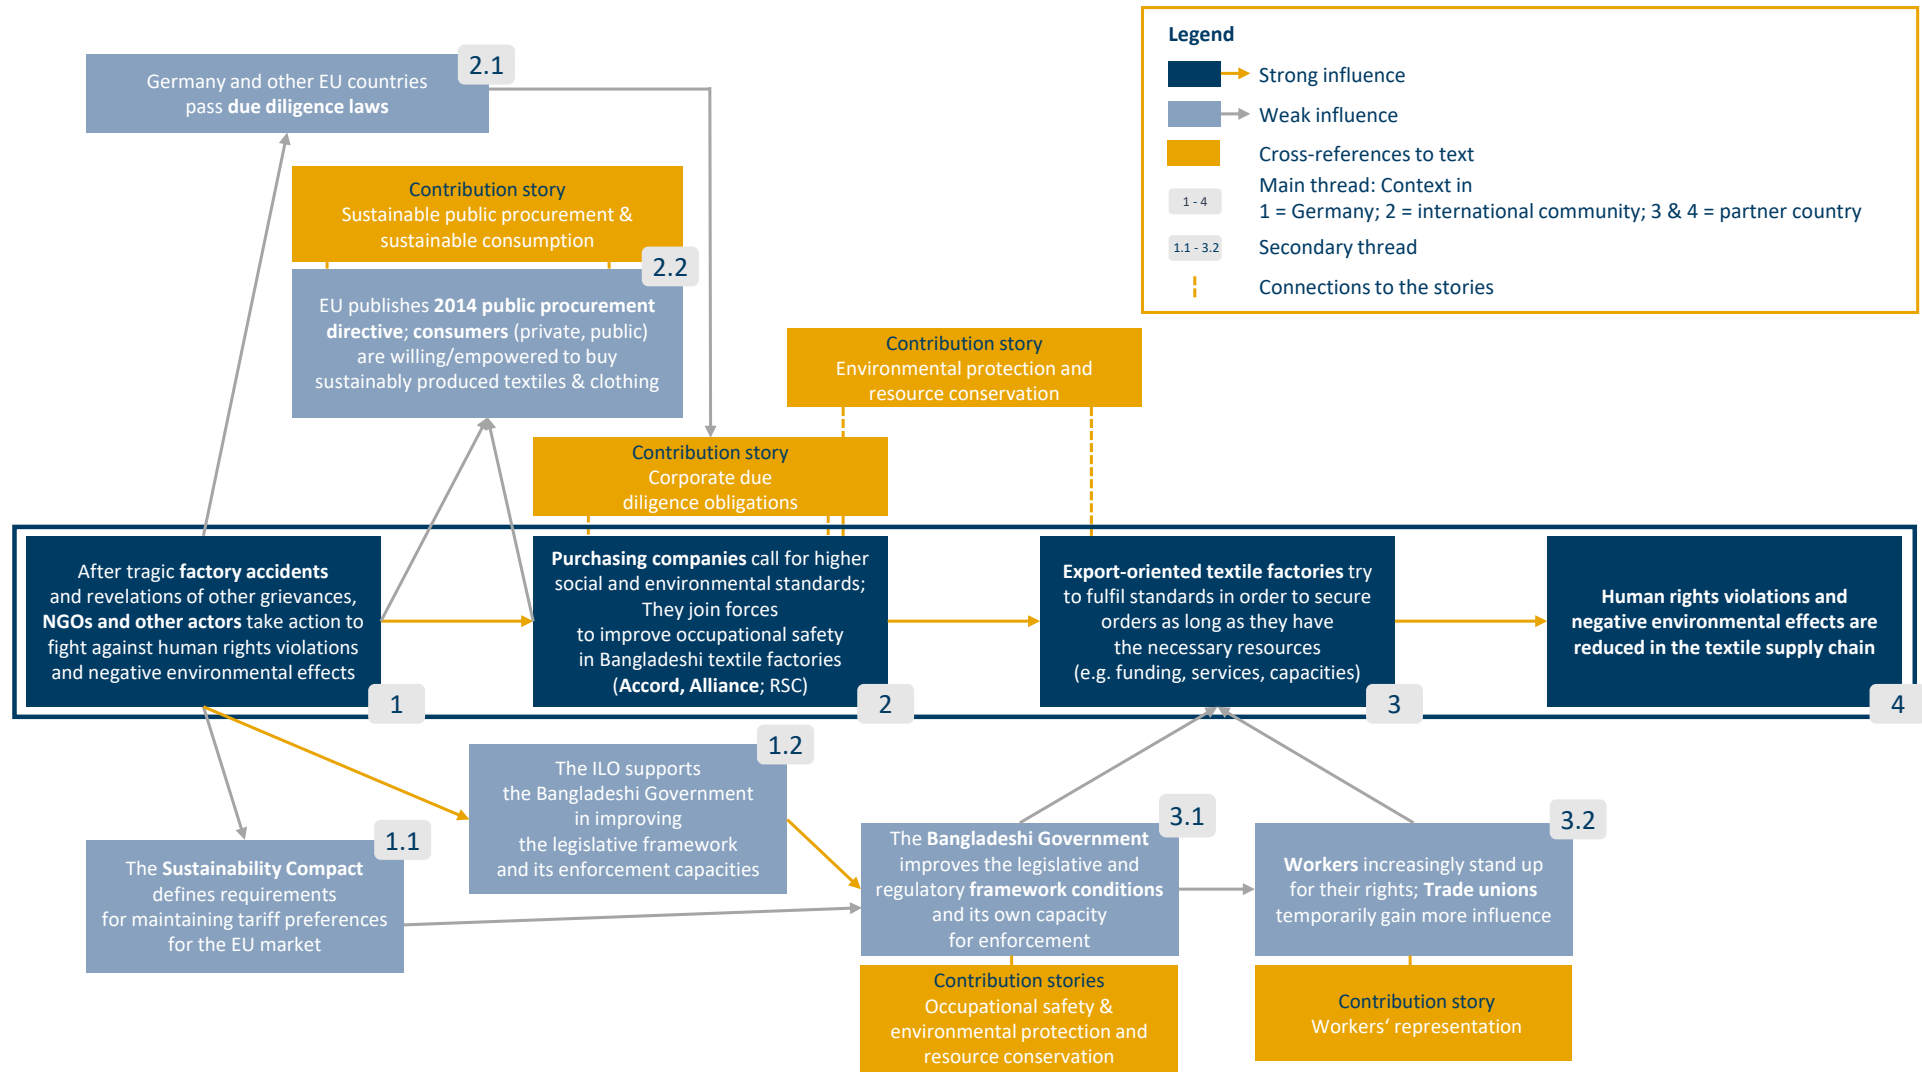 Legend
Strong influence
Weak influence
Cross-references to text
1 - 4
Main thread: Context in
1 = Germany; 2 = international community; 3 & 4 = partner country
1.1 - 3.2
Secondary thread
Connections to the stories
2.1
Germany and other EU countries
pass due diligence laws
Contribution story
Sustainable public procurement &
sustainable consumption
2.2
EU publishes 2014 public procurement
directive; consumers (private, public)
are willing/empowered to buy
sustainably produced textiles & clothing
Contribution story
Environmental protection and
resource conservation
Contribution story
Corporate due
diligence obligations
After tragic factory accidents
and revelations of other grievances,
NGOs and other actors take action to
fight against human rights violations
and negative environmental effects
1
Purchasing companies call for higher
social and environmental standards;
They join forces
to improve occupational safety
in Bangladeshi textile factories
(Accord, Alliance; RSC)
2
Export-oriented textile factories try
to fulfil standards in order to secure
orders as long as they have
the necessary resources
(e.g. funding, services, capacities)
3
Human rights violations and
negative environmental effects are
reduced in the textile supply chain
4
1.2
The ILO supports
the Bangladeshi Government
in improving
the legislative framework
and its enforcement capacities
1.1
The Sustainability Compact
defines requirements
for maintaining tariff preferences
for the EU market
3.1
The Bangladeshi Government
improves the legislative and
regulatory framework conditions
and its own capacity
for enforcement
3.2
Workers increasingly stand up
for their rights; Trade unions
temporarily gain more influence
Contribution stories
Occupational safety &
environmental protection and
resource conservation
Contribution story
Workers‘ representation